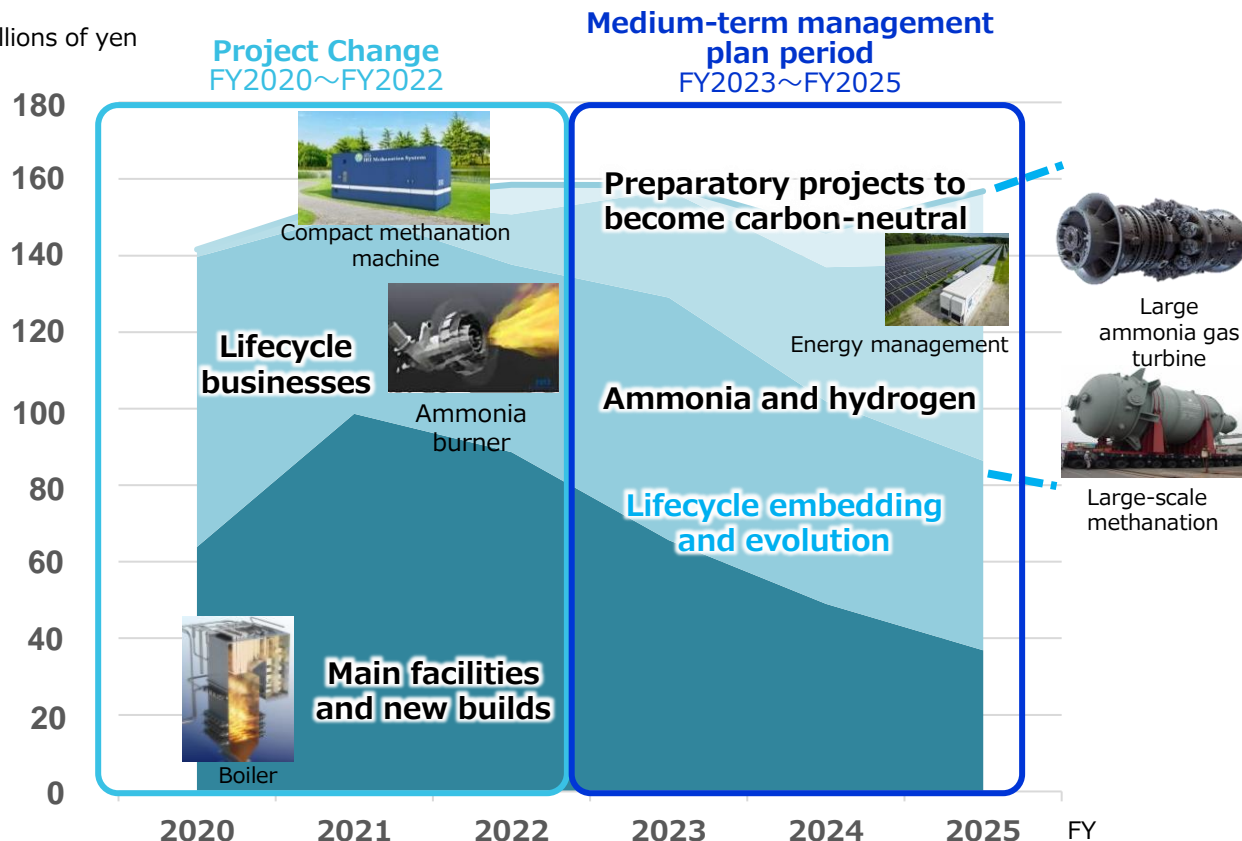 llions of yen
Project Change
FY2020～FY2022
Medium-term management
plan period
FY2023～FY2025
180
160
140
120
100
80
60
40
20
0
IHI Methanation System
Compact methanation
machine
Preparatory projects to
become carbon-neutral
Lifecycle
businesses
Ammonia
burner
Energy management
Ammonia and hydrogen
Lifecycle embedding
and evolution
Main facilities
and new builds
Boiler
Large
ammonia gas
turbine
Large-scale
methanation
2020
2021
2022
2023
2024
2025
FY